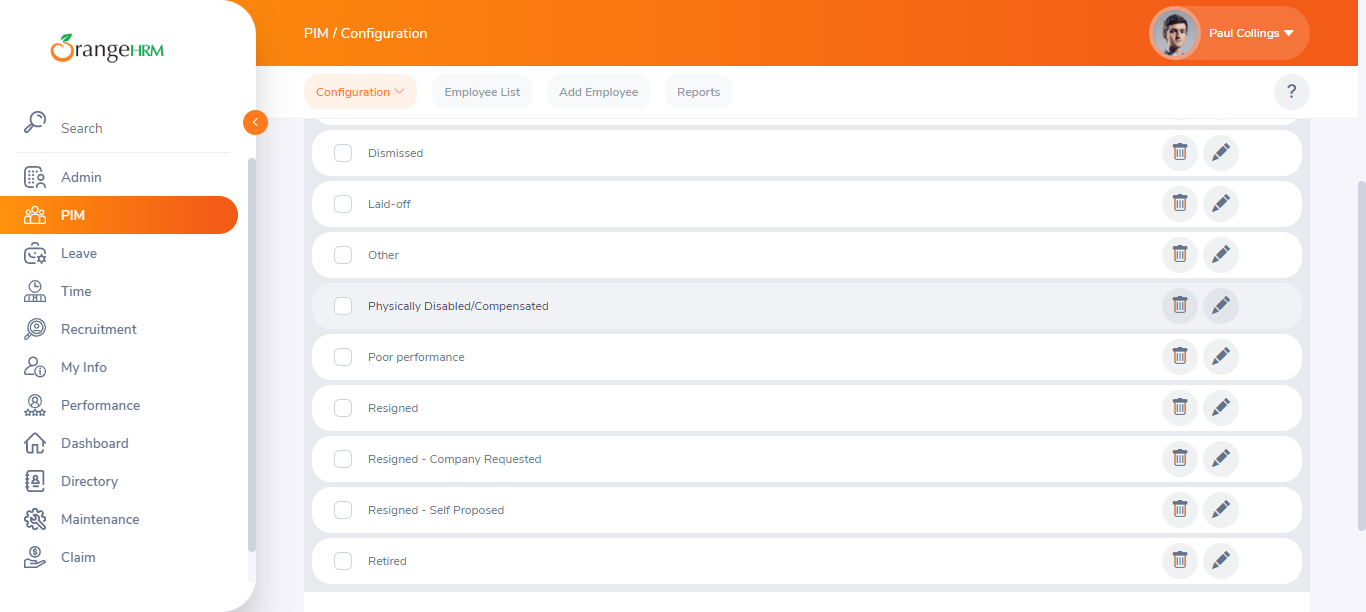 OrangeHRM
PIM / Configuration
Paul Collings
Configuration
Employee List
Add Employee
Reports
?
Search
Admin
PIM
Leave
Time
Recruitment
My Info
Performance
Dashboard
Directory
Maintenance
Claim
Dismissed
Laid-off
Other
Physically Disabled/Compensated
Poor performance
Resigned
Resigned - Company Requested
Resigned - Self Proposed
Retired